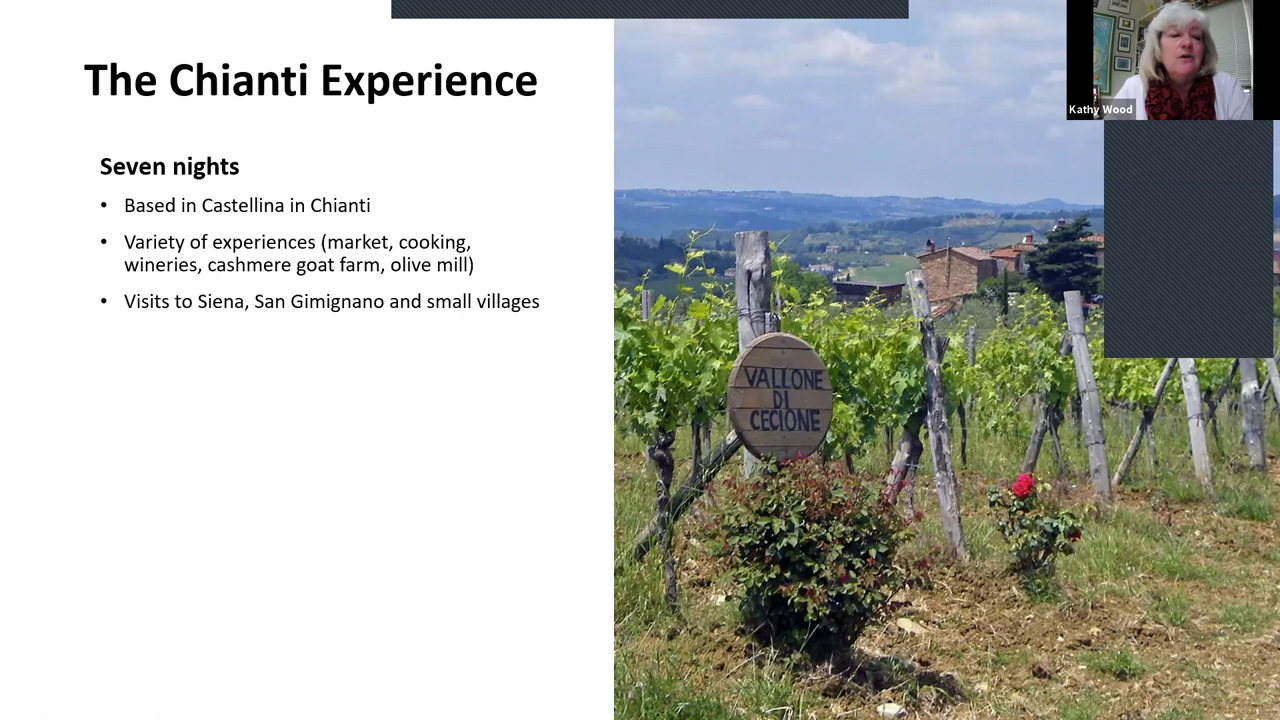 The Chianti Experience
Seven nights
• Based in Castellina in Chianti
• Variety of experiences (market, cooking,
wineries, cashmere goat farm, olive mill)
• Visits to Siena, San Gimignano and small villages
VALLONE
DI
CECIONE
Kathy Wood